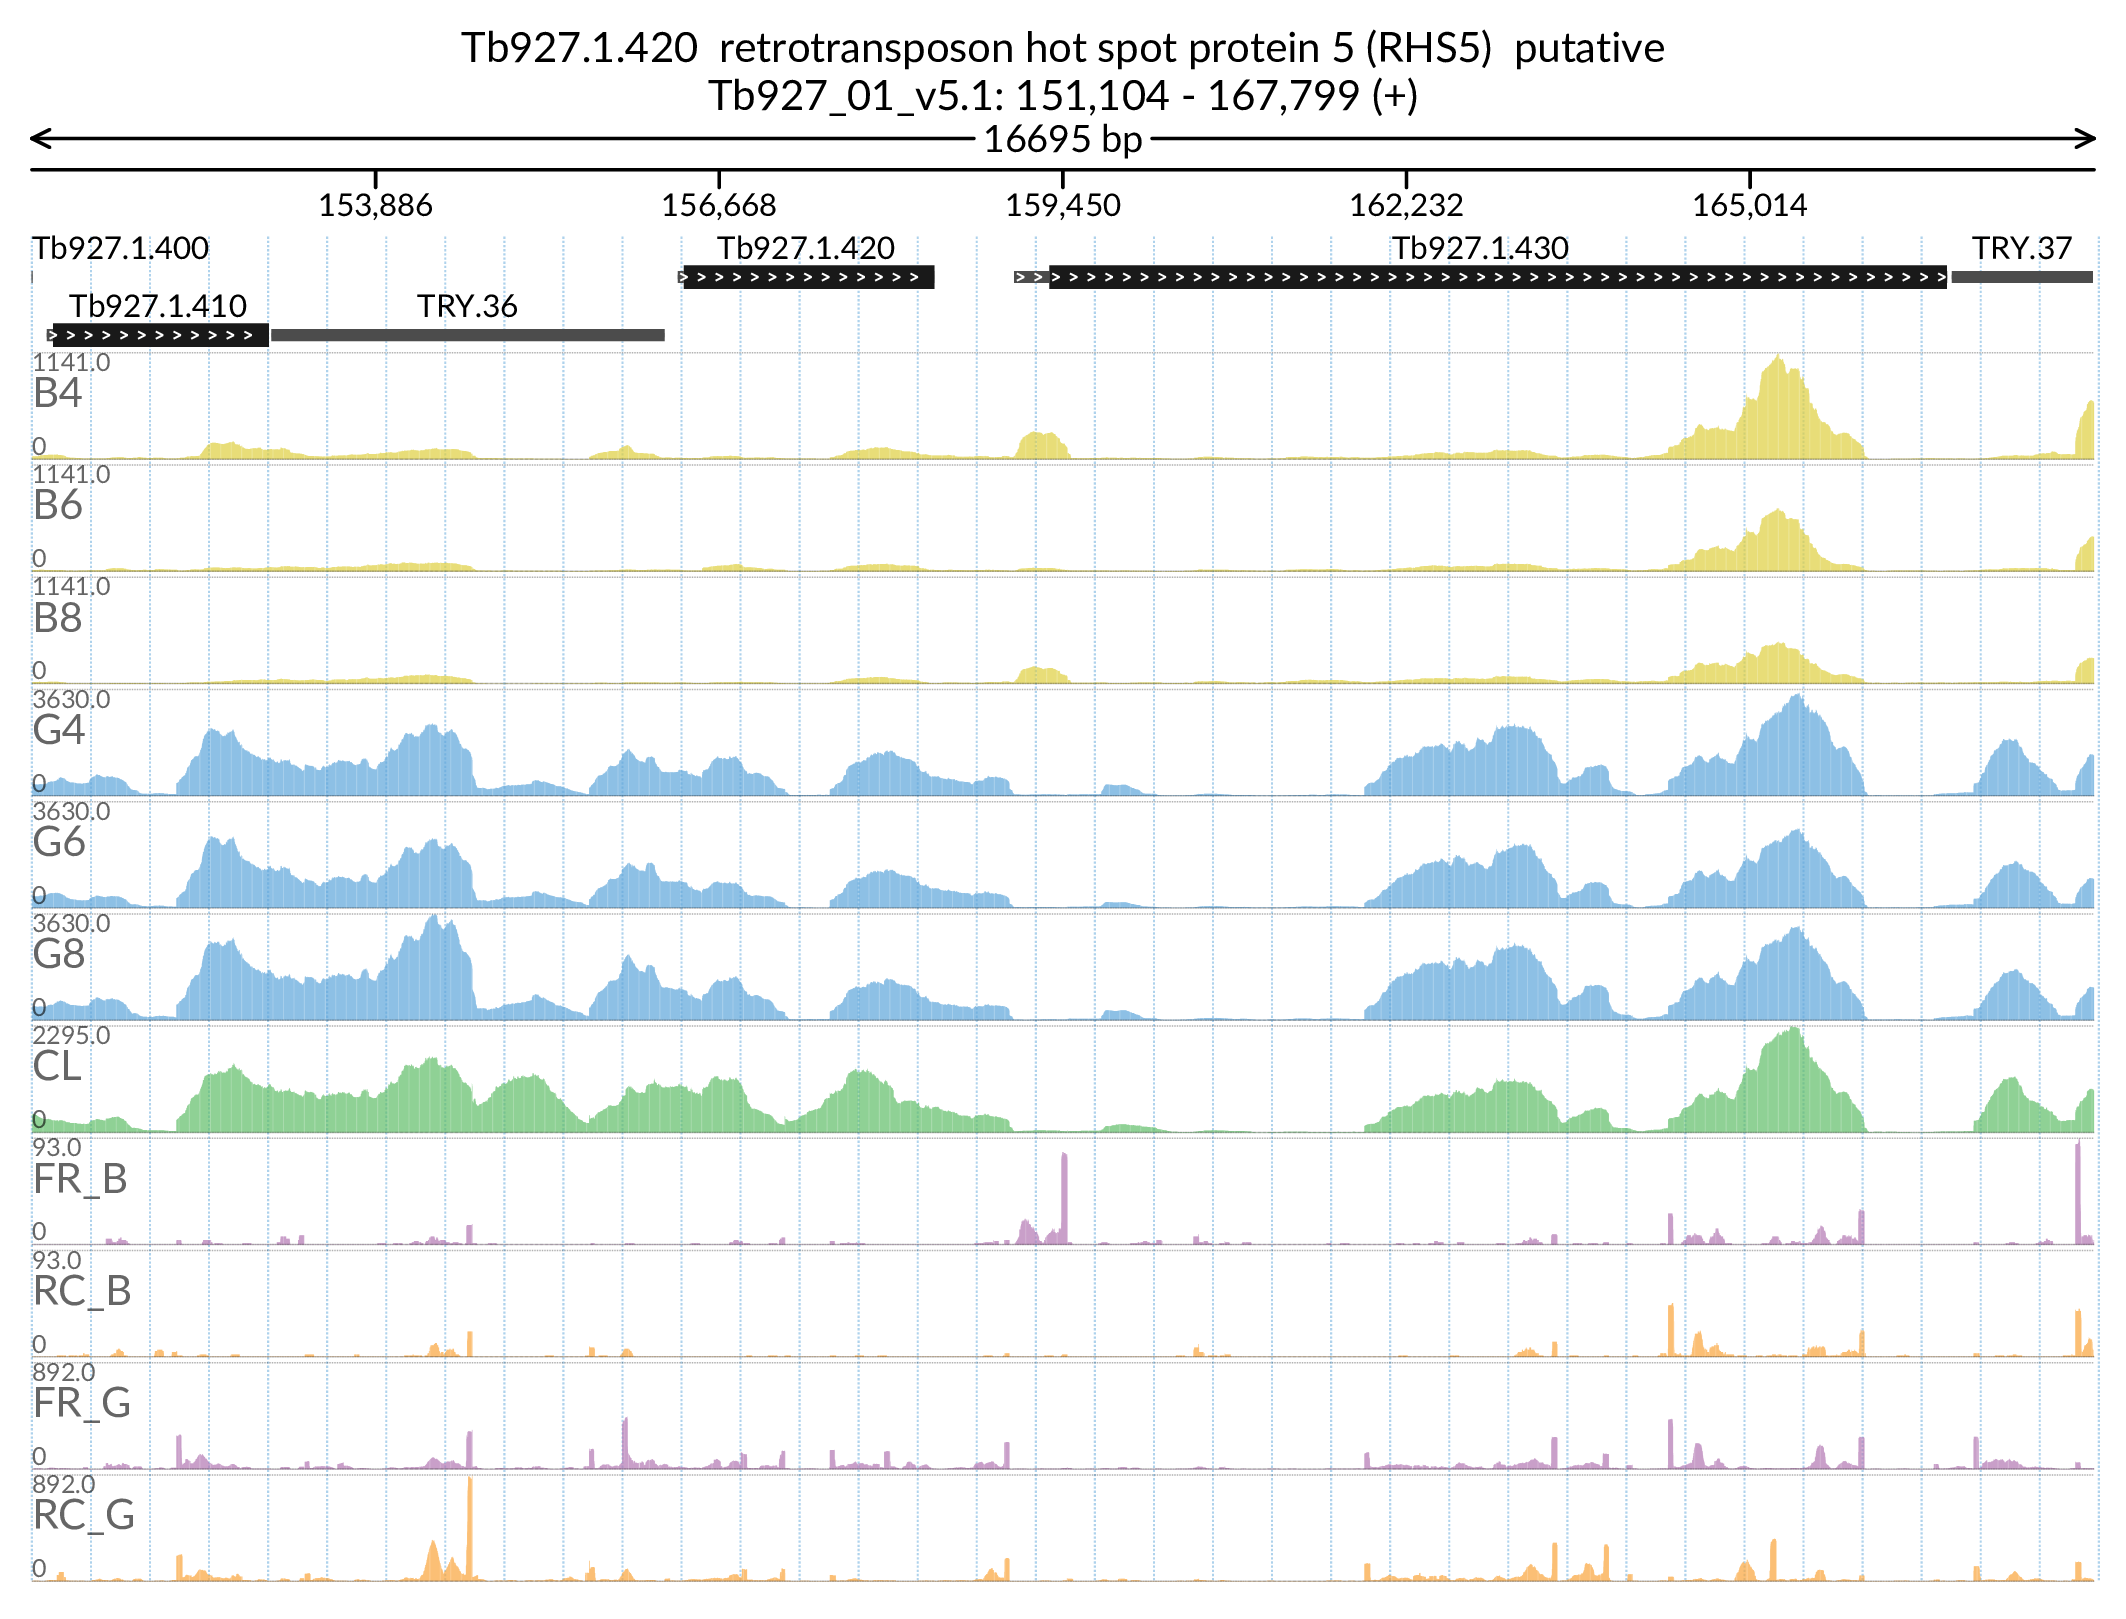 Tb927.1.420  retrotransposon hot spot protein 5 (RHS5)  putative
Tb927_01_v5.1: 151,104 - 167,799 (+)
16695 bp
153,886 156,668 159,450 162,232 165,014
Tb927.1.400 Tb927.1.420 Tb927.1.430 TRY.37
Tb927.1.410 TRY.36
1141.0
B4
0
1141.0
B6
0
1141.0
B8
0
3630.0
G4
0
3630.0
G6
0
3630.0
G8
0
2295.0
CL
0
93.0
FR_B
0
93.0
RC_B
0
892.0
FR_G
0
892.0
RC_G
0